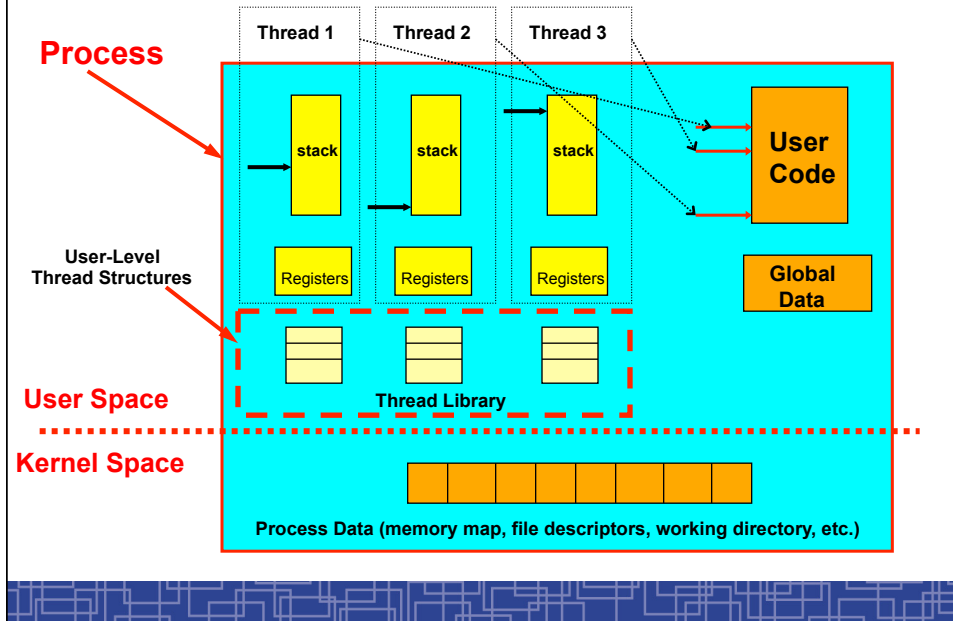 Thread 1
Thread 2
Thread 3
Process
stack
stack
stack
User
Code
User-Level
Thread Structures
Registers
Registers
Registers
Global
Data
User Space
Thread Library
Kernel Space
Process Data (memory map, file descriptors, working directory, etc.)